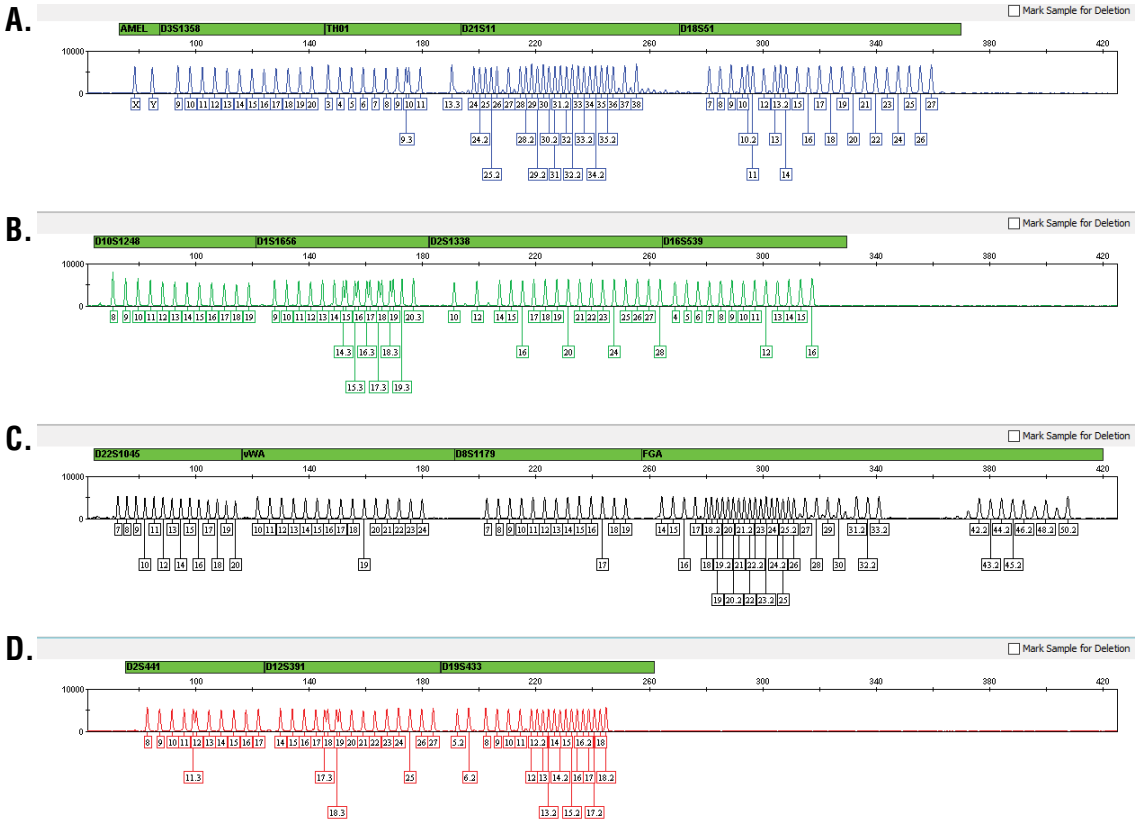 A.
Mark Sample for Deletion
AMEL D3S1358 TH01 D21S11 D18S51
100 140 180 220 260 300 340 380 420
10000
0
X Y 9 10 11 12 13 14 15 16 17 18 19 20 3 4 5 6 7 8 9 10 11 13.3 24 25 26 27 28 29 30 31.2 32 33 34 35 36 37 38 7 8 9 10 12 13.2 15 17 19 21 23 25 27
9.3 24.2 28.2 30.2 31 32 33.2 35.2 10.2 13 16 18 20 22 24 26
25.2 29.2 31 32.2 34.2 11 14
B.
Mark Sample for Deletion
D10S1248 D1S1656 D2S1338 D16S539
100 140 180 220 260 300 340 380 420
10000
0
8 9 10 11 12 13 14 15 16 17 18 19 9 10 11 12 13 14 15 16 17 18 19 20.3 10 12 14 15 17 18 19 21 22 23 25 26 27 4 5 6 7 8 9 10 11 13 14 15
14.3 16.3 18.3 16 20 24 28 12 16
15.3 17.3 19.3
C.
Mark Sample for Deletion
D22S1045 vWA D8S1179 FGA
100 140 180 220 260 300 340 380 420
10000
0
7 8 9 11 13 15 17 19 10 11 12 13 14 15 16 17 18 20 21 22 23 24 7 8 9 10 11 12 13 14 15 16 18 19 14 15 17 18.2 20 21.2 23 24 25.2 27 29 31.2 33.2 42.2 44.2 46.2 48.2 50.2
10 12 14 16 18 20 19 17 16 18 19.2 21 22.2 24.2 26 28 30 32.2 43.2 45.2
19 20.2 22 23.2 25
D.
Mark Sample for Deletion
D2S441 D12S391 D19S433
100 140 180 220 260 300 340 380 420
10000
0
8 9 10 11 12 13 14 15 16 17 14 15 16 17 18 19 20 21 22 23 24 26 27 5.2 8 9 10 11 12.2 14 15 16.2 18
11.3 17.3 25 6.2 12 13 14.2 16 17 18.2
18.3 13.2 15.2 17.2